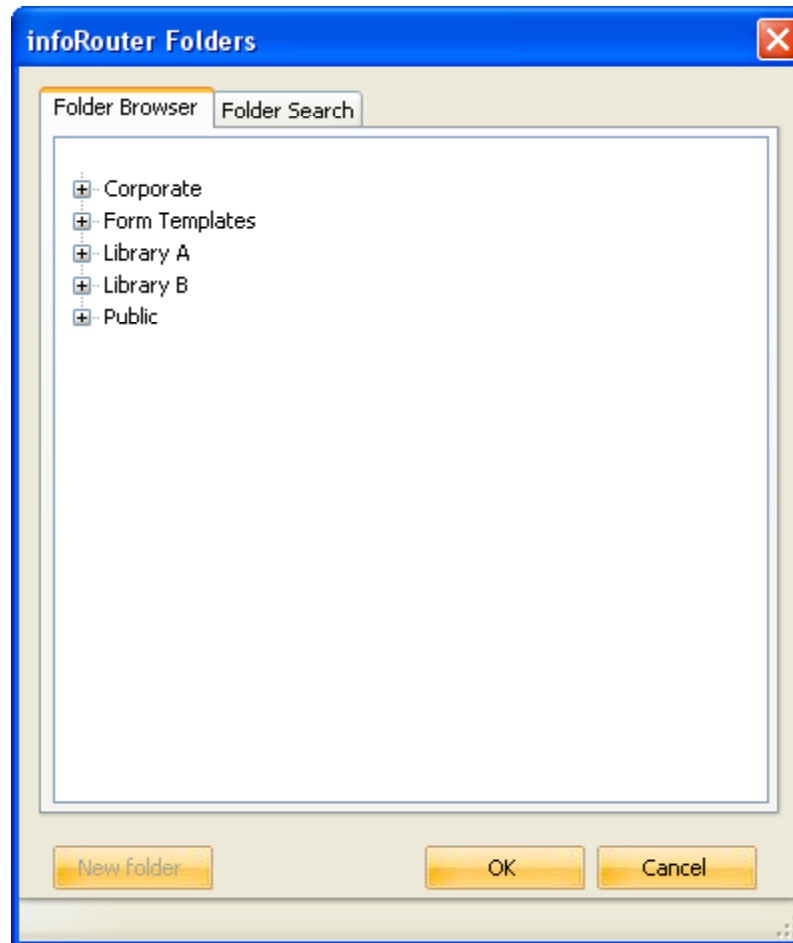 infoRouter Folders
Folder Browser Folder Search
Corporate
Form Templates
Library A
Library B
Public
New folder OK Cancel